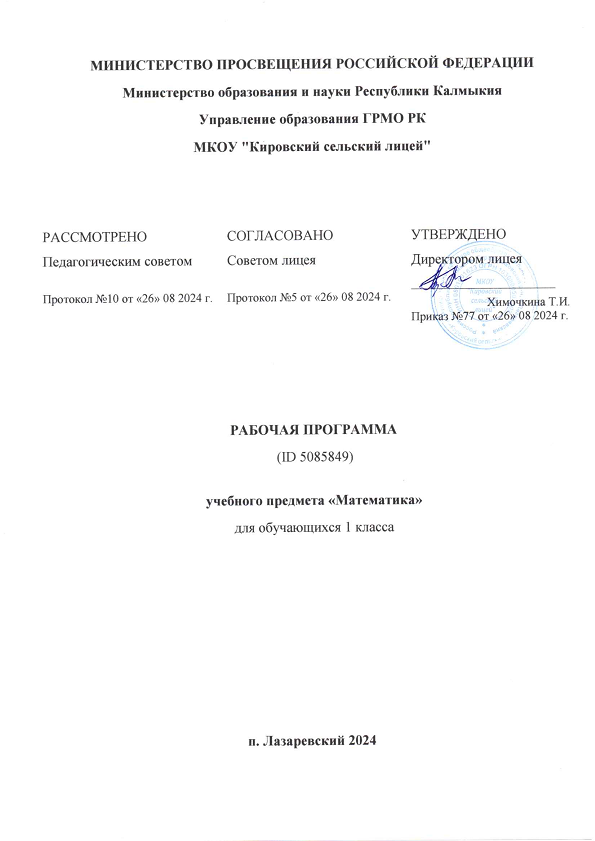 МИНИСТЕРСТВО ПРОСВЕЩЕНИЯ РОССИЙСКОЙ ФЕДЕРАЦИИ
Министерство образования и науки Республики Калмыкия
Управление образования ГРМО РК
МКОУ "Кировский сельский лицей"
РАССМОТРЕНО
Педагогическим советом
Протокол №10 от «26» 08 2024 г.
СОГЛАСОВАНО
Советом лицея
Протокол №5 от «26» 08 2024 г.
УТВЕРЖДЕНО
Директором лицея
Химочкина Т.И.
Приказ №77 от «26» 08 2024 г.
МКОУ
РАБОЧАЯ ПРОГРАММА
(ID 5085849)
учебного предмета «Математика»
для обучающихся 1 класса
п. Лазаревский 2024